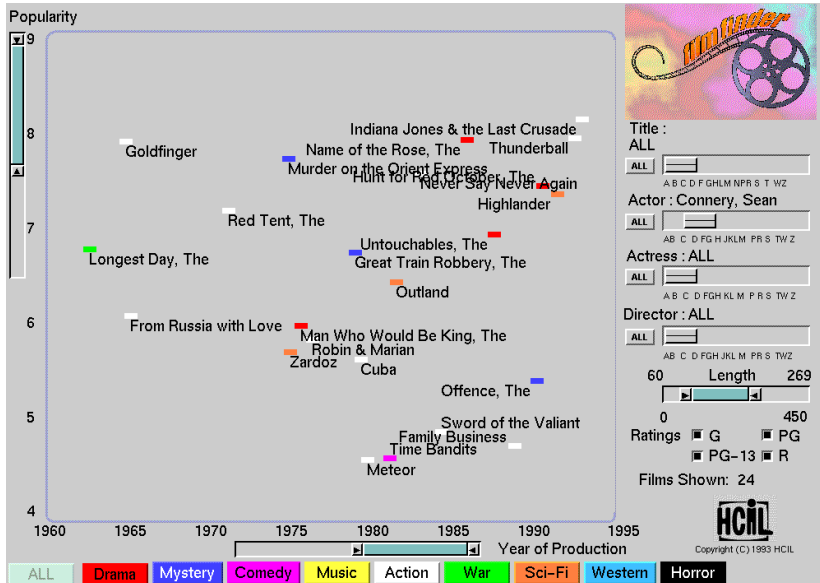 Popularity
film finder
9
8
7
6
5
4
Indiana Jones & the Last Crusade
Goldfinger
Name of the Rose, The
Thunderball
Murder on the Orient Express
Hunt for Red October, The
Never Say Never Again
Highlander
Red Tent, The
Untouchables, The
Longest Day, The
Great Train Robbery, The
Outland
From Russia with Love
Man Who Would Be King, The
Robin & Marian
Zardoz
Cuba
Offence, The
Sword of the Valiant
Family Business
Time Bandits
Meteor
1960 1965 1970 1975 1980 1985 1990 1995
Year of Production
Title :
ALL
ALL
A B C D F GHLM NPR S T WZ
Actor : Connery, Sean
ALL
AB C D FG H JKLM P R S TW Z
Actress : ALL
ALL
A B C D FGH KL M P R S TWZ
Director : ALL
ALL
AB C D FGH JKL M P R S TWZ
60 Length 269
0 450
Ratings G PG
PG-13 R
Films Shown: 24
HCIL
Copyright (C) 1993 HCIL
ALL Drama Mystery Comedy Music Action War Sci-Fi Western Horror